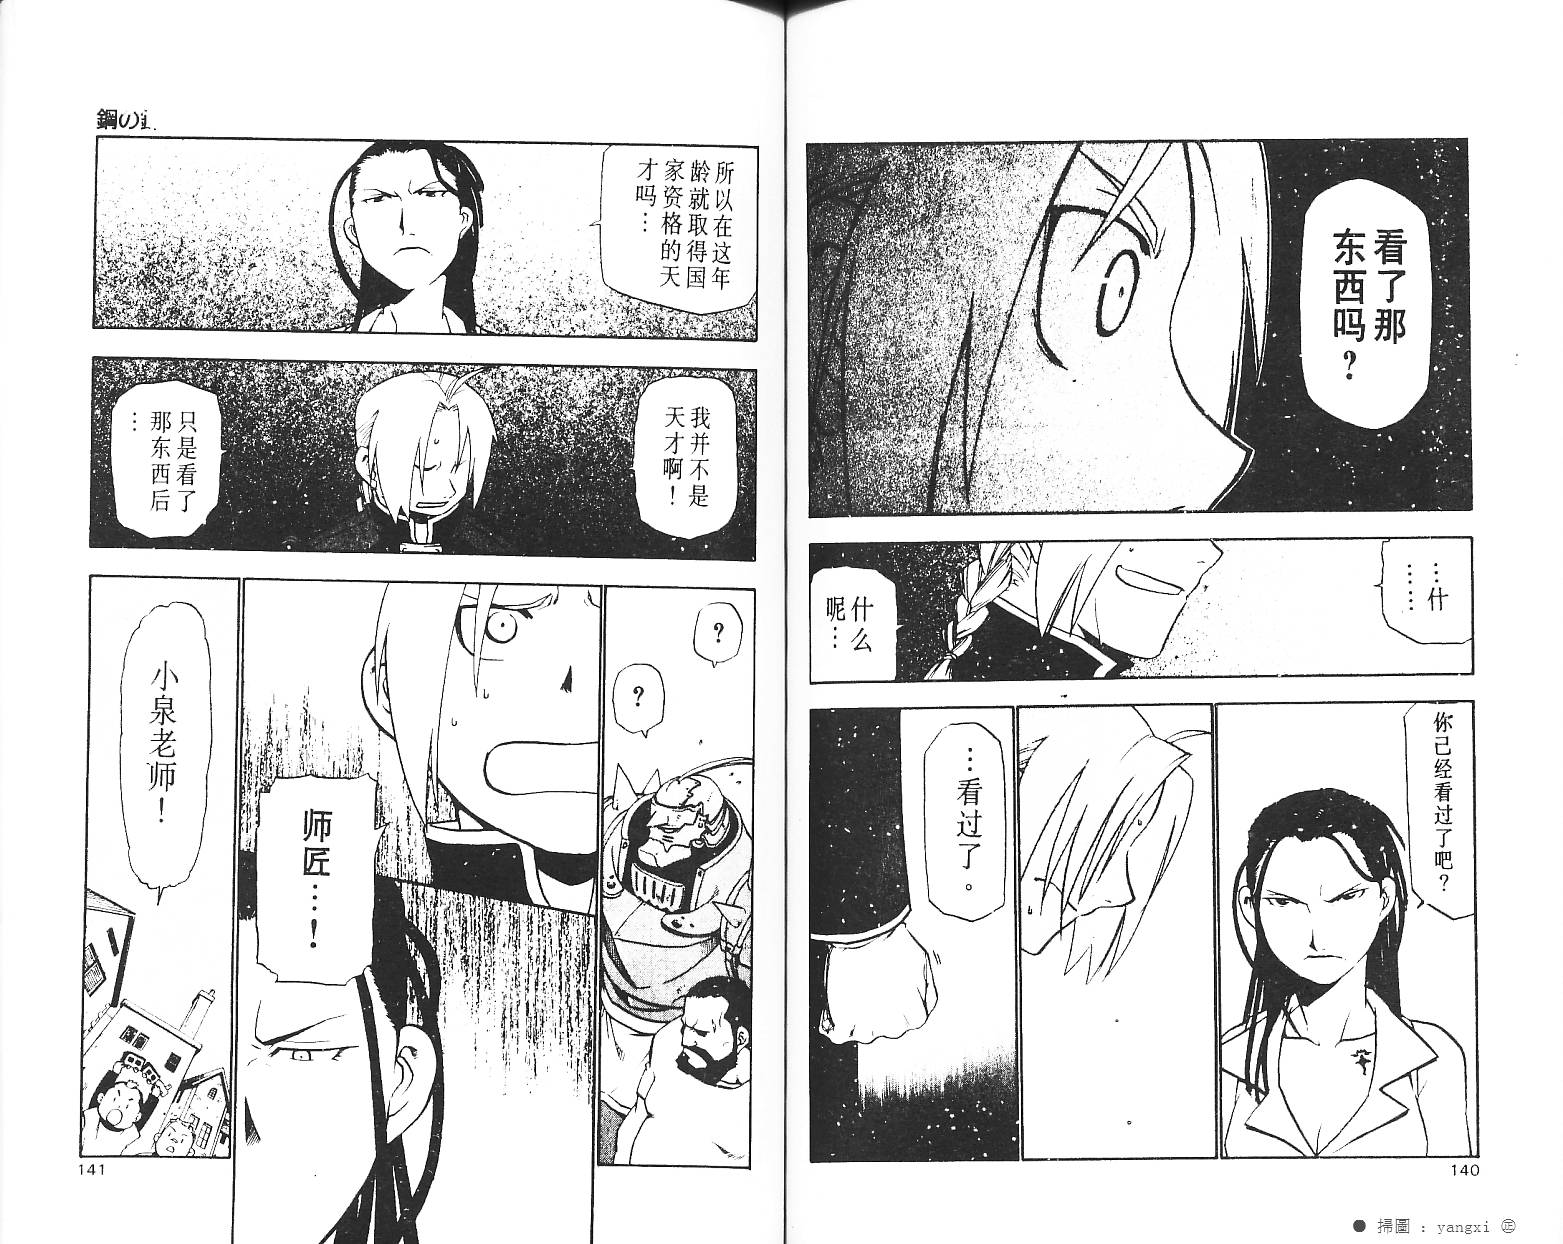 看了那
东西吗?
……什
……
什么
呢…
你已经看过了吧?
…看过了。
140
鋼の
所以在这年
龄就取得国
家资格的天
才吗…
我并不是
天才啊!
只是看了
那东西后
…
?
?
师匠…!
小泉老师!
141
● 掃圖 : yangxi ㊣